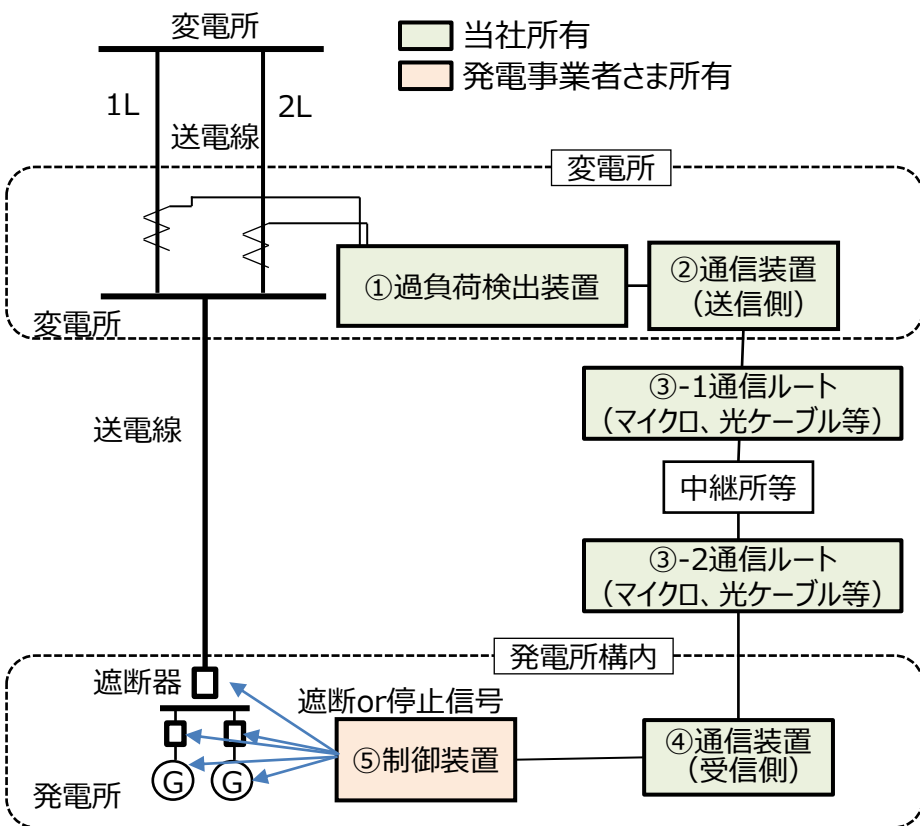 変電所
当社所有
発電事業者さま所有
1L
2L
送電線
変電所
①過負荷検出装置
②通信装置
（送信側）
変電所
③-1通信ルート
（マイクロ、光ケーブル等）
送電線
中継所等
③-2通信ルート
（マイクロ、光ケーブル等）
発電所構内
遮断器
遮断or停止信号
⑤制御装置
④通信装置
（受信側）
G
G
発電所